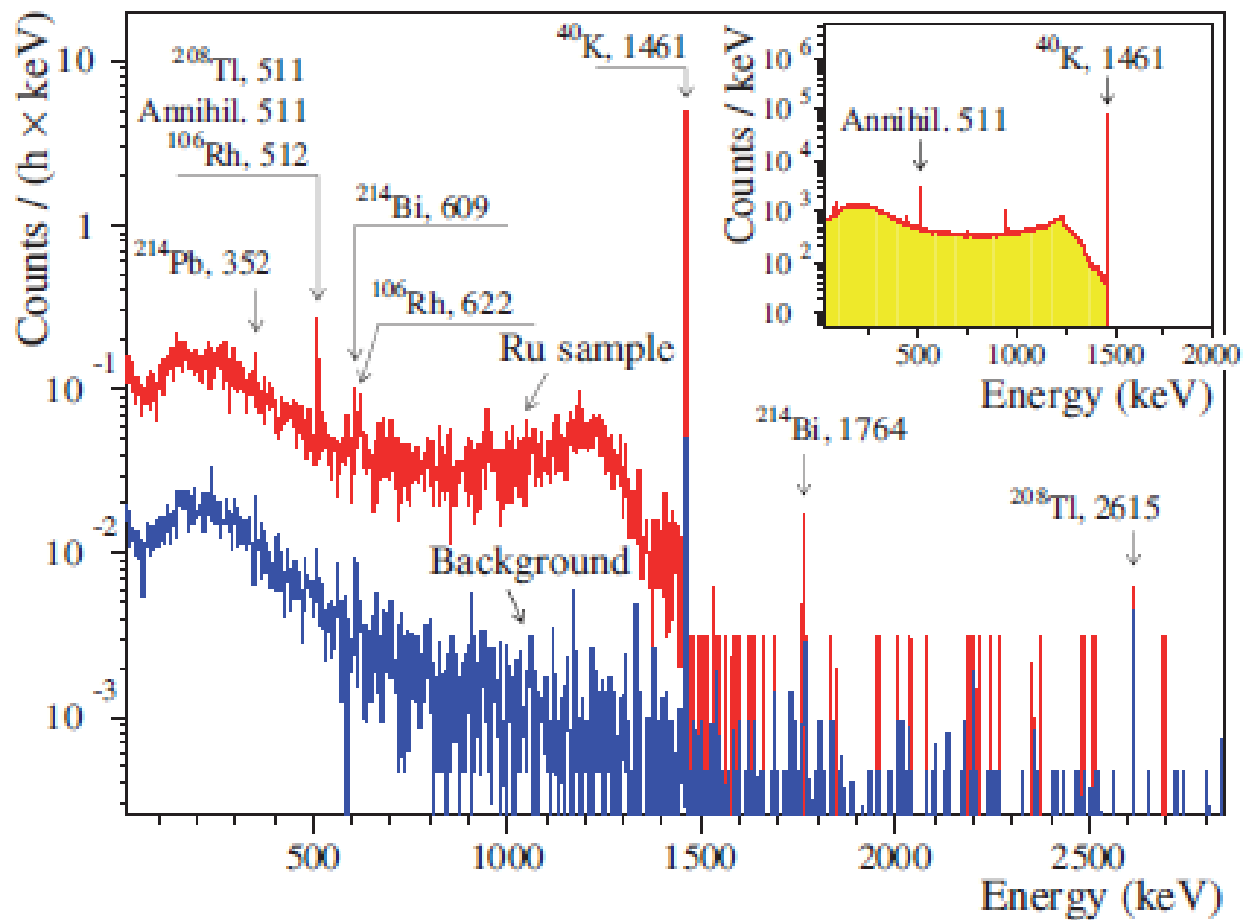 Counts / (h × keV)
10
1
10⁻¹
10⁻²
10⁻³
²⁰⁸Tl, 511
Annihil. 511
¹⁰⁶Rh, 512
²¹⁴Pb, 352
²¹⁴Bi, 609
¹⁰⁶Rh, 622
⁴⁰K, 1461
Ru sample
Background
²¹⁴Bi, 1764
²⁰⁸Tl, 2615
500
1000
1500
2000
2500
Energy (keV)
Counts / keV
10⁶
10⁵
10⁴
10³
10²
10
Annihil. 511
⁴⁰K, 1461
500
1000
1500
2000
Energy (keV)